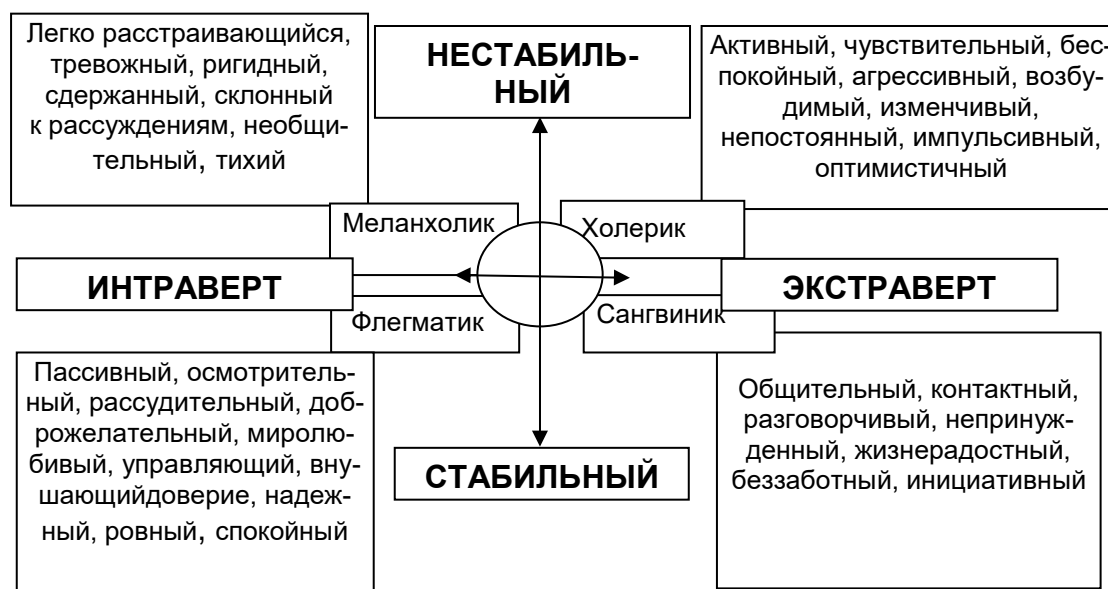 Легко расстраивающийся,
тревожный, ригидный,
сдержанный, склонный
к рассуждениям, необщи-
тельный, тихий
НЕСТАБИЛЬ-
НЫЙ
Активный, чувствительный, бес-
покойный, агрессивный, возбу-
димый, изменчивый,
непостоянный, импульсивный,
оптимистичный
Меланхолик
Холерик
ИНТРАВЕРТ
ЭКСТРАВЕРТ
Флегматик
Сангвиник
Пассивный, осмотритель-
ный, рассудительный, доб-
рожелательный, миролю-
бивый, управляющий, вну-
шающийдоверие, надеж-
ный, ровный, спокойный
СТАБИЛЬНЫЙ
Общительный, контактный,
разговорчивый, непринуж-
денный, жизнерадостный,
беззаботный, инициативный